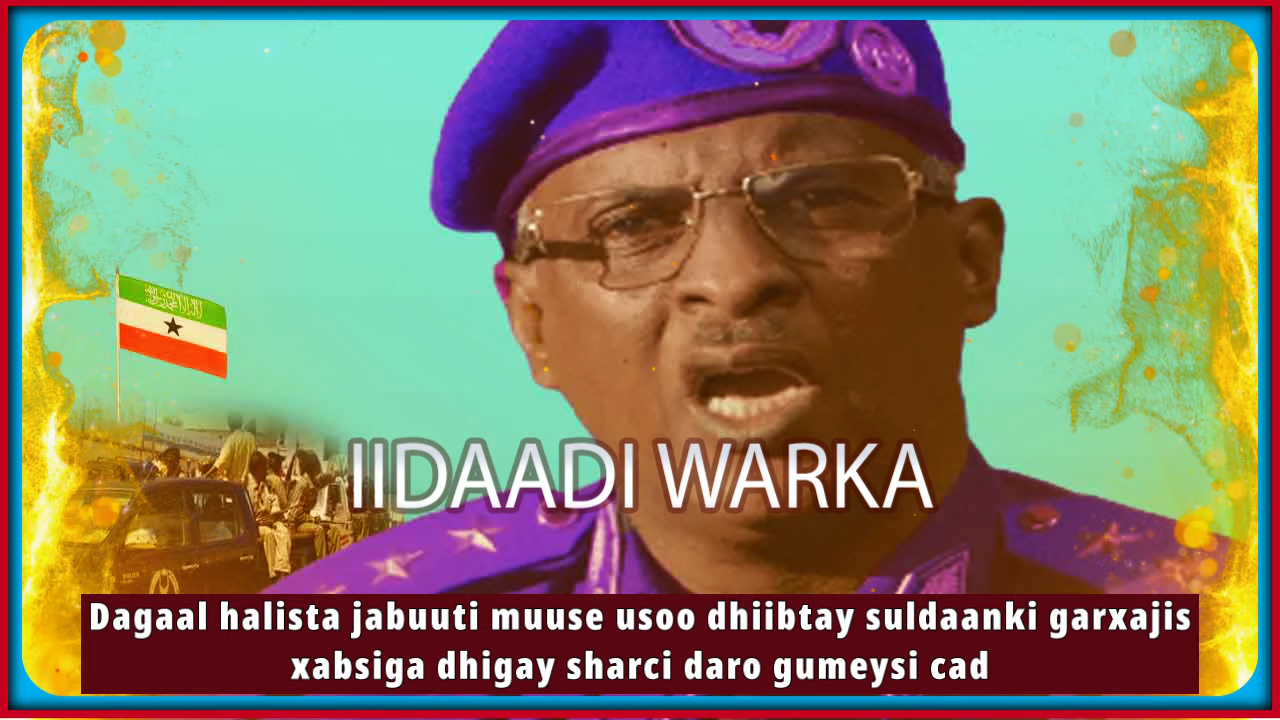 IIDAADI WARKA
Dagaal halista jabuuti muuse usoo dhiibtay suldaanki garxajis
xabsiga dhigay sharci daro gumeysi cad